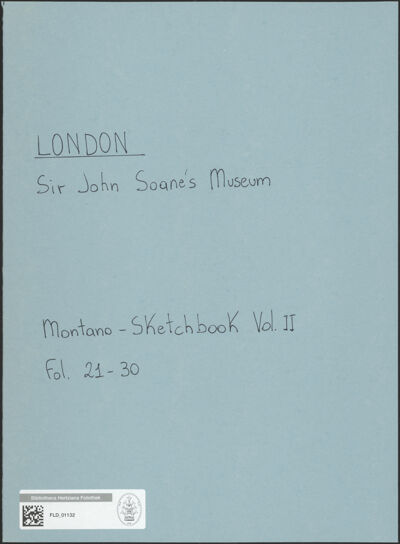 LONDON
Sir John Soane's Museum
Montano - Sketchbook Vol. II
Fol. 21 - 30
Bibliotheca Hertziana Fotothek
FLD_01132